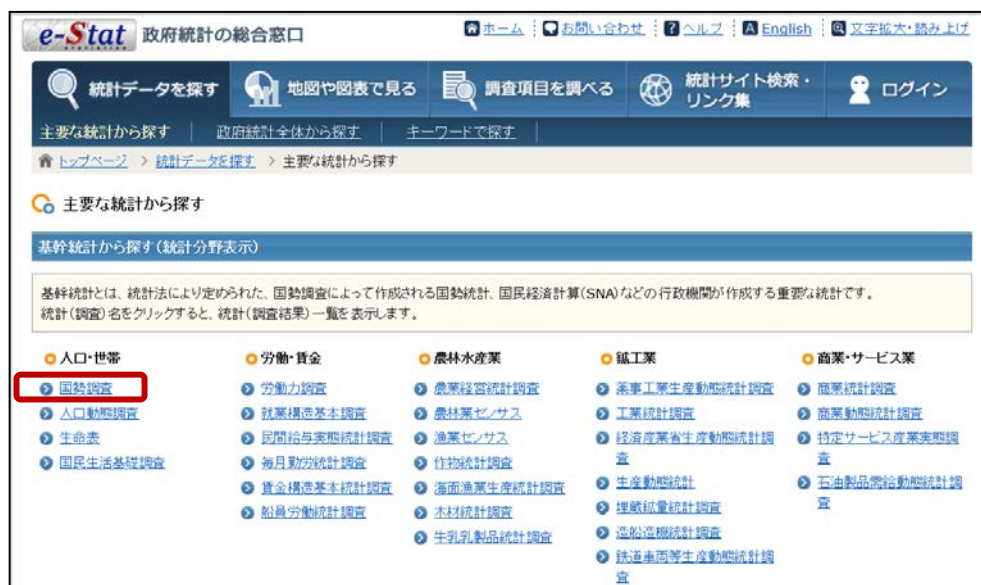 e-Stat 政府統計の総合窓口
ホーム お問い合わせ ヘルプ English 文字拡大・読み上げ
統計データを探す 地図や図表で見る 調査項目を調べる 統計サイト検索・リンク集 ログイン
主要な統計から探す 政府統計全体から探す キーワードで探す
トップページ > 統計データを探す > 主要な統計から探す
主要な統計から探す
基幹統計から探す(統計分野表示)
基幹統計とは、統計法により定められた、国勢調査によって作成される国勢統計、国民経済計算(SNA)などの行政機関が作成する重要な統計です。
統計(調査)名をクリックすると、統計(調査結果)一覧を表示します。
人口・世帯
国勢調査
人口動態調査
生命表
国民生活基礎調査
労働・賃金
労働力調査
就業構造基本調査
民間給与実態統計調査
毎月勤労統計調査
賃金構造基本統計調査
船員労働統計調査
農林水産業
農業経営統計調査
農林業センサス
漁業センサス
作物統計調査
海面漁業生産統計調査
木材統計調査
牛乳乳製品統計調査
鉱工業
薬事工業生産動態統計調査
工業統計調査
経済産業省生産動態統計調
査
生産動態統計
埋蔵鉱量統計調査
造船造機統計調査
鉄道車両等生産動態統計調
査
商業・サービス業
商業統計調査
商業動態統計調査
特定サービス産業実態調
査
石油製品需給動態統計調
査